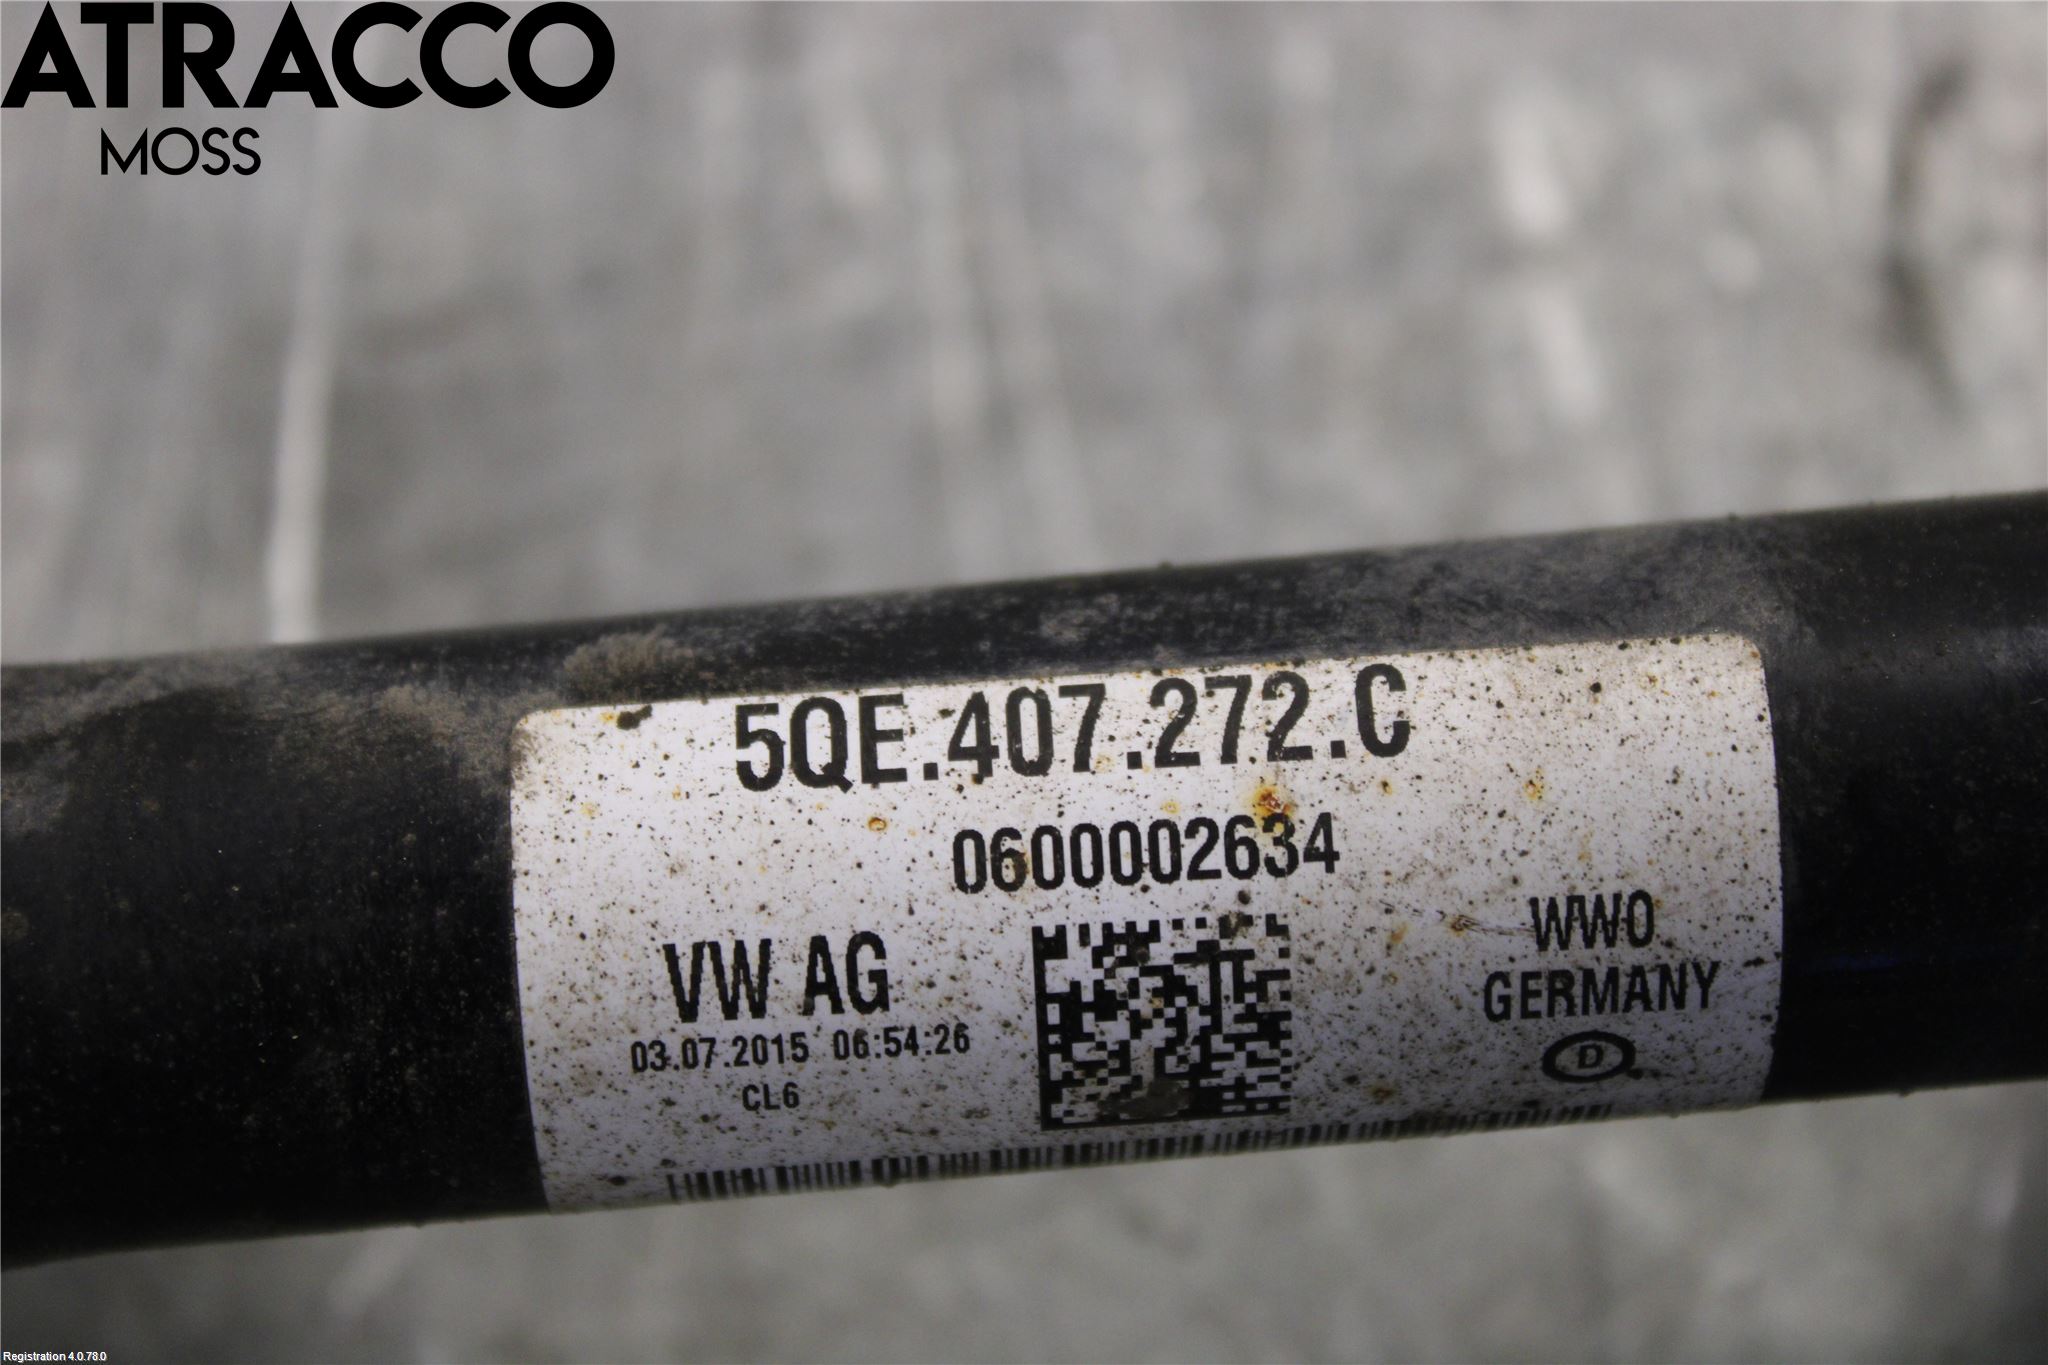 ATRACCO
MOSS
5QE.407.272.C
0600002634
VW AG
03.07.2015 06:54:26
CL6
WWO
GERMANY
D
Registration 4.0.78.0